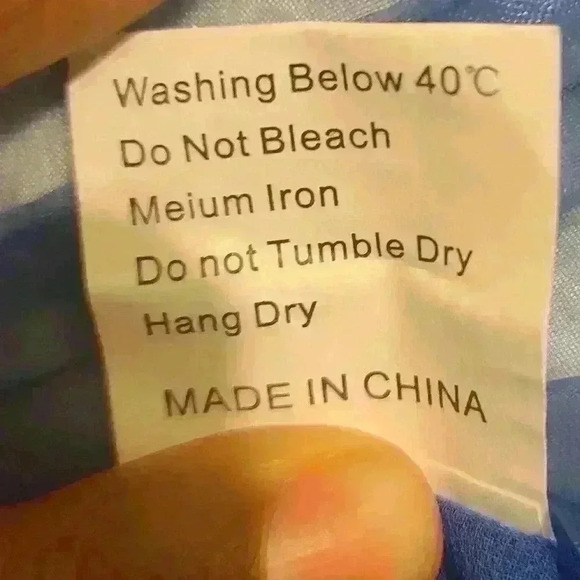 Washing Below 40℃
Do Not Bleach
Meium Iron
Do not Tumble Dry
Hang Dry
MADE IN CHINA